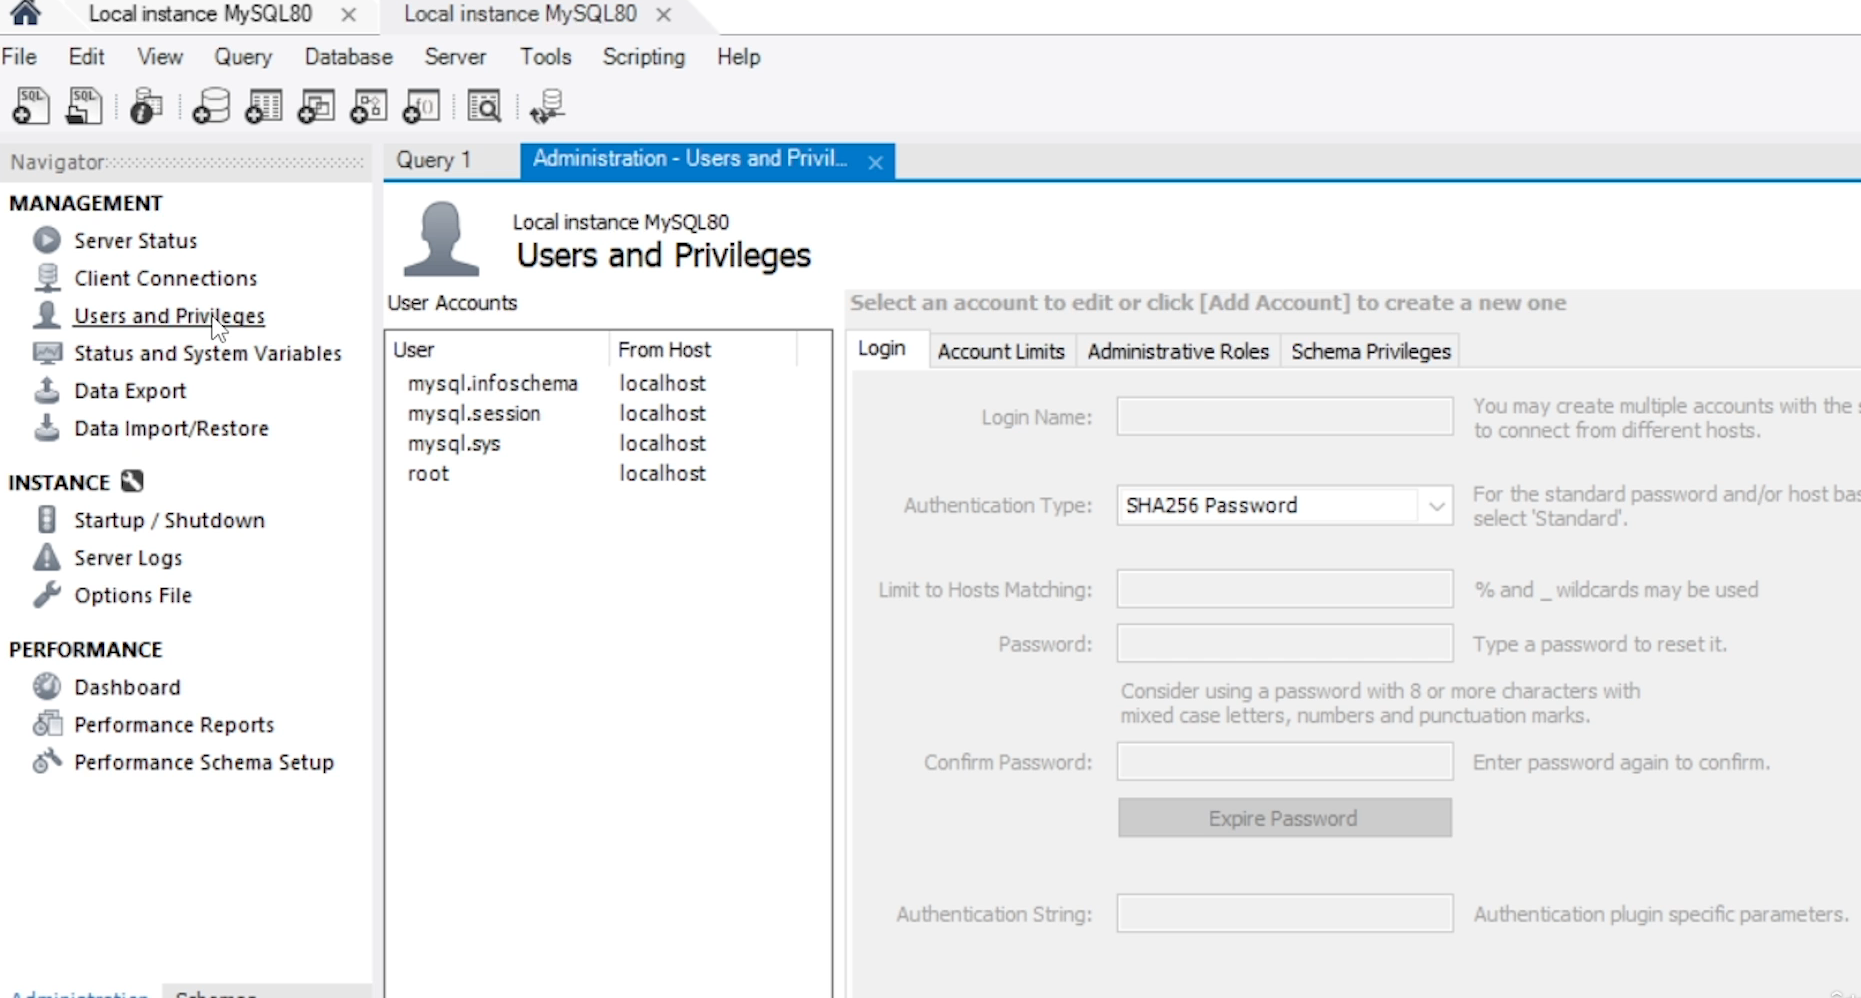 Local instance MySQL80 Local instance MySQL80
File Edit View Query Database Server Tools Scripting Help
SQL SQL
Navigator Query 1 Administration - Users and Privil...
MANAGEMENT
Server Status
Client Connections
Users and Privileges
Status and System Variables
Data Export
Data Import/Restore
INSTANCE
Startup / Shutdown
Server Logs
Options File
PERFORMANCE
Dashboard
Performance Reports
Performance Schema Setup
Local instance MySQL80
Users and Privileges
User Accounts
User From Host
mysql.infoschema localhost
mysql.session localhost
mysql.sys localhost
root localhost
Select an account to edit or click [Add Account] to create a new one
Login Account Limits Administrative Roles Schema Privileges
Login Name:
You may create multiple accounts with the
to connect from different hosts.
Authentication Type: SHA256 Password
For the standard password and/or host
select 'Standard'.
Limit to Hosts Matching: % and _ wildcards may be used
Password: Type a password to reset it.
Consider using a password with 8 or more characters with
mixed case letters, numbers and punctuation marks.
Confirm Password: Enter password again to confirm.
Expire Password
Authentication String: Authentication plugin specific parameters.